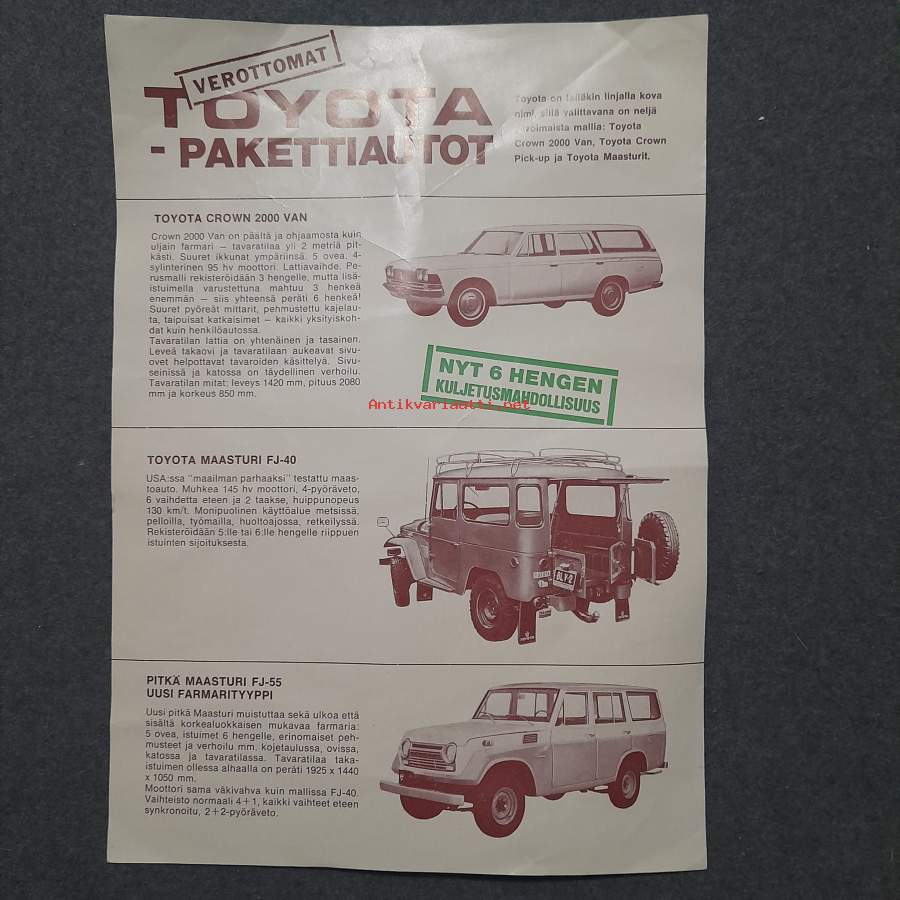 VEROTTOMAT
TOYOTA
- PAKETTIAUTOT
Toyota on tälläkin linjalla kova
nimi, sillä valittavana on neljä
voimaista mallia: Toyota
Crown 2000 Van, Toyota Crown
Pick-up ja Toyota Maasturit.
TOYOTA CROWN 2000 VAN
Crown 2000 Van on päältä ja ohjaamosta kuin
uljain farmari — tavaratilaa yli 2 metriä pit-
kästi. Suuret ikkunat ympäriinsä. 5 ovea. 4-
sylinterinen 95 hv moottori. Lattiavaihde. Pe-
rusmalli rekisteröidään 3 hengelle, mutta lisä-
istuimella varustettuna mahtuu 3 henkeä
enemmän — siis yhteensä peräti 6 henkeä!
Suuret pyöreät mittarit, pehmustettu kojelau-
ta, taipuisat katkaisimet — kaikki yksityiskoh-
dat kuin henkilöautossa.
Tavaratilan lattia on yhtenäinen ja tasainen.
Leveä takaovi ja tavaratilaan aukeavat sivu-
ovet helpottavat tavaroiden käsittelyä. Sivu-
seinissä ja katossa on täydellinen verhoilu.
Tavaratilan mitat: leveys 1420 mm, pituus 2080
mm ja korkeus 850 mm.
NYT 6 HENGEN
KULJETUSMAHDOLLISUUS
Antikvariaatti.net
TOYOTA MAASTURI FJ-40
USA:ssa "maailman parhaaksi" testattu maas-
toauto. Muhkea 145 hv moottori, 4-pyöräveto,
6 vaihdetta eteen ja 2 taakse, huippunopeus
130 km/t. Monipuolinen käyttöalue metsissä,
pelloilla, työmailla, huoltoajossa, retkeilyssä.
Rekisteröidään 5:lle tai 6:lle hengelle riippuen
istuinten sijoituksesta.
BLV-2
PITKÄ MAASTURI FJ-55
UUSI FARMARITYYPPI
Uusi pitkä Maasturi muistuttaa sekä ulkoa että
sisältä korkealuokkaisen mukavaa farmaria:
5 ovea, istuimet 6 hengelle, erinomaiset peh-
musteet ja verhoilu mm. kojetaulussa, ovissa,
katossa ja tavaratilassa. Tavaratilaa taka-
istuimen ollessa alhaalla on peräti 1925 x 1440
x 1050 mm.
Moottori sama väkivahva kuin mallissa FJ-40.
Vaihteisto normaali 4+1, kaikki vaihteet eteen
synkronoitu, 2+2-pyöräveto.